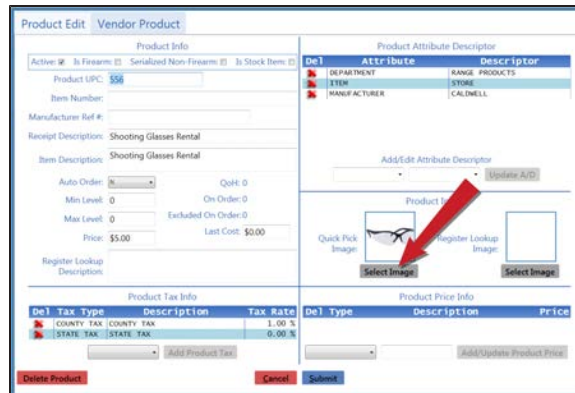 Product Edit Vendor Product
Product Info
Active: Is Firearm: Serialized Non-Firearm: Is Stock Item:
Product UPC: 556
Item Number:
Manufacturer Ref #:
Receipt Description: Shooting Glasses Rental
Item Description: Shooting Glasses Rental
Auto Order: N QoH: 0
Min Level: 0 On Order: 0
Max Level: 0 Excluded On Order: 0
Price: $5.00 Last Cost: $0.00
Register Lookup
Description:
Product Attribute Descriptor
Del Attribute Descriptor
DEPARTMENT RANGE PRODUCTS
ITEM STORE
MANUFACTURER CALDWELL
Add/Edit Attribute Descriptor
Update A/D
Product
Quick Pick
Image:
Register Lookup
Image:
Select Image Select Image
Product Tax Info
Del Tax Type Description Tax Rate
COUNTY TAX COUNTY TAX 1.00 %
STATE TAX STATE TAX 0.00 %
Add Product Tax
Product Price Info
Del Type Description Price
Add/Update Product Price
Delete Product Cancel Submit